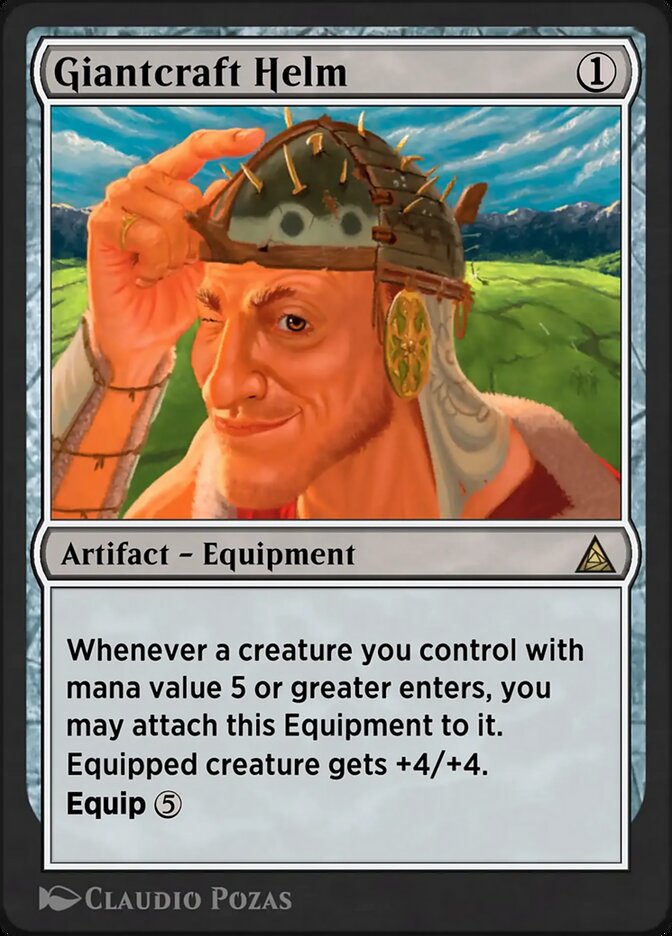 Giantcraft Helm 1
Artifact – Equipment
Whenever a creature you control with
mana value 5 or greater enters, you
may attach this Equipment to it.
Equipped creature gets +4/+4.
Equip 5
Claudio Pozas